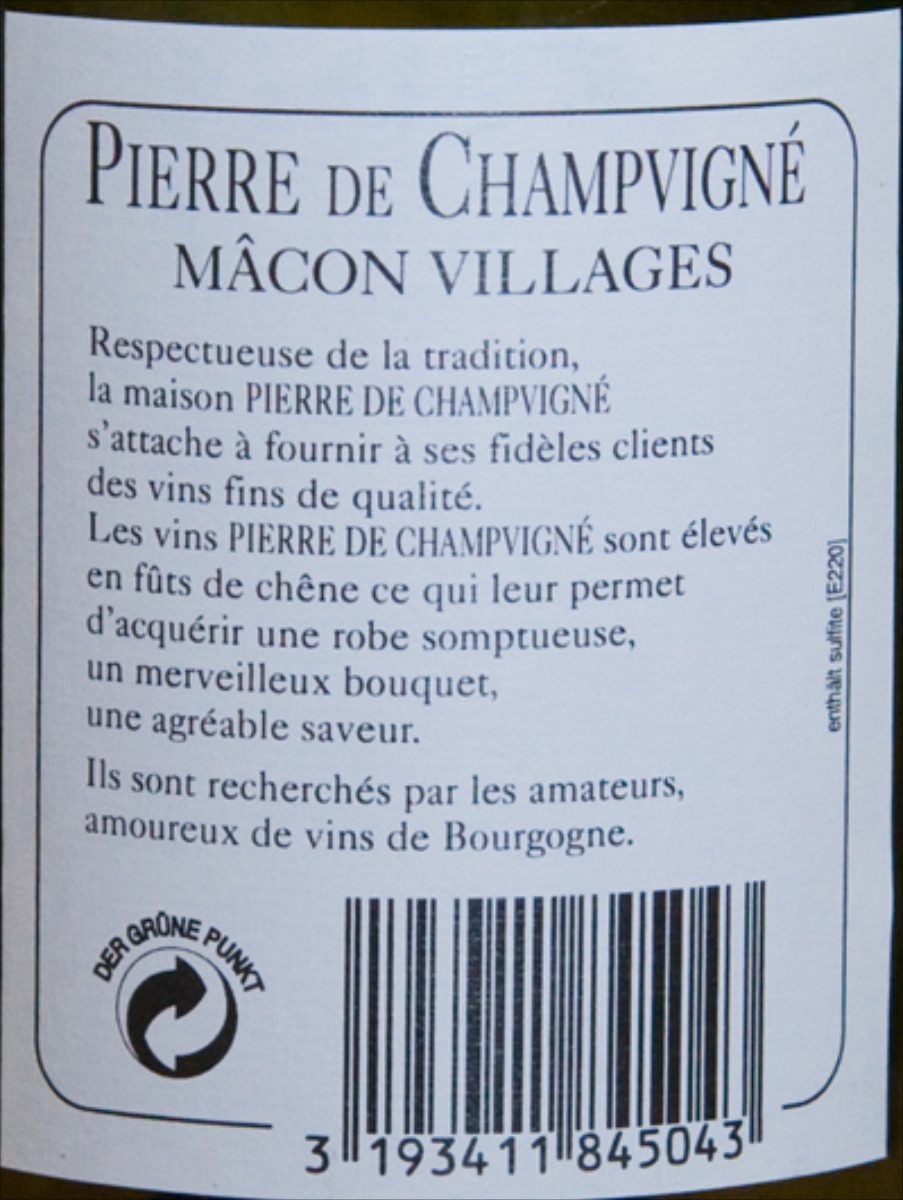 PIERRE DE CHAMPVIGNÉ
MÂCON VILLAGES
Respectueuse de la tradition,
la maison PIERRE DE CHAMPVIGNÉ
s'attache à fournir à ses fidèles clients
des vins fins de qualité.
Les vins PIERRE DE CHAMPVIGNÉ sont élevés
en fûts de chêne ce qui leur permet
d'acquérir une robe somptueuse,
un merveilleux bouquet,
une agréable saveur.
Ils sont recherchés par les amateurs,
amoureux de vins de Bourgogne.
enthält sulfite [E220]
DER GRÜNE PUNKT
3 193411 845043